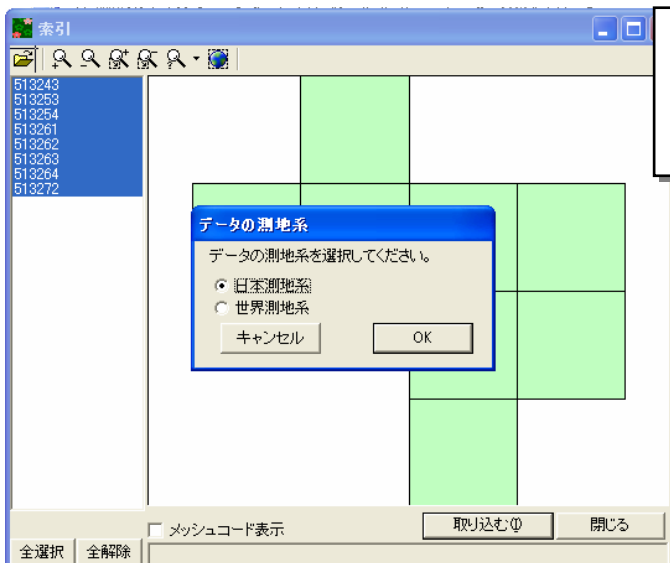 索引
513243
513253
513254
513261
513262
513263
513264
513272
データの測地系
データの測地系を選択してください。
日本測地系
世界測地系
キャンセル
OK
メッシュコード表示
取り込む(I)
閉じる
全選択
全解除